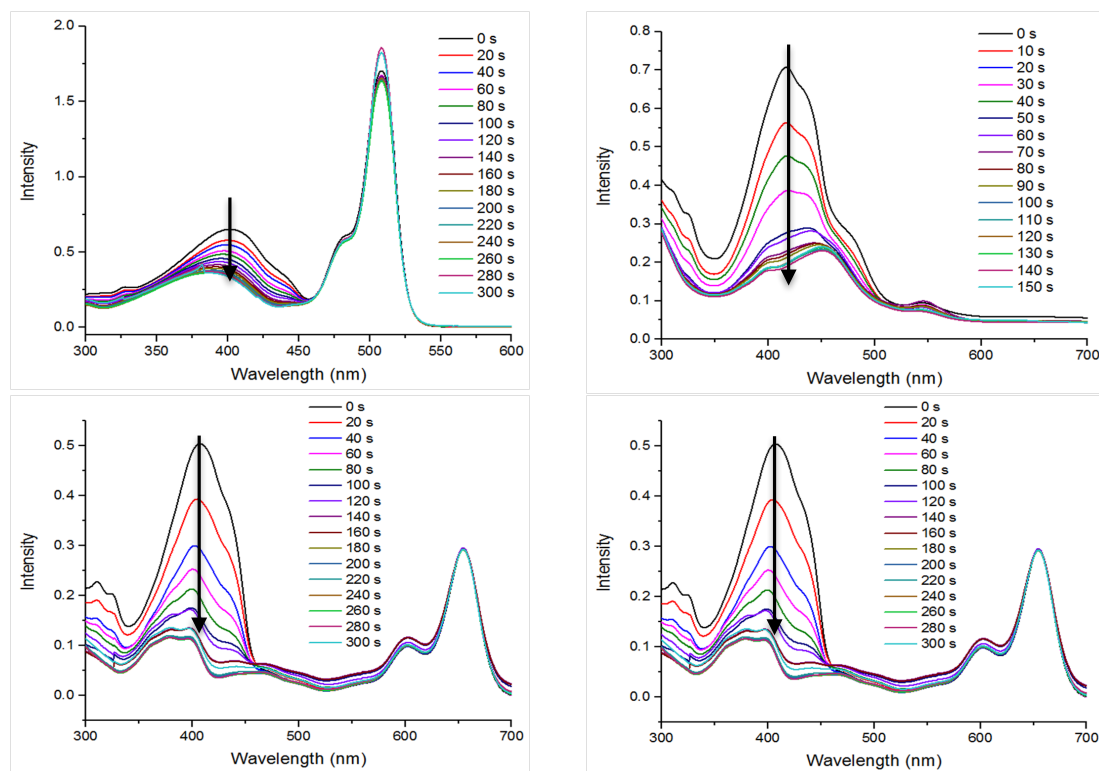 2.0
1.5
1.0
0.5
0.0
Intensity
0 s
20 s
40 s
60 s
80 s
100 s
120 s
140 s
160 s
180 s
200 s
220 s
240 s
260 s
280 s
300 s
300 350 400 450 500 550 600
Wavelength (nm)
0.8
0.7
0.6
0.5
0.4
0.3
0.2
0.1
0.0
Intensity
0 s
10 s
20 s
30 s
40 s
50 s
60 s
70 s
80 s
90 s
100 s
110 s
120 s
130 s
140 s
150 s
300 400 500 600 700
Wavelength (nm)
0.5
0.4
0.3
0.2
0.1
0.0
Intensity
0 s
20 s
40 s
60 s
80 s
100 s
120 s
140 s
160 s
180 s
200 s
220 s
240 s
260 s
280 s
300 s
300 400 500 600 700
Wavelength (nm)
0.5
0.4
0.3
0.2
0.1
0.0
Intensity
0 s
20 s
40 s
60 s
80 s
100 s
120 s
140 s
160 s
180 s
200 s
220 s
240 s
260 s
280 s
300 s
300 400 500 600 700
Wavelength (nm)